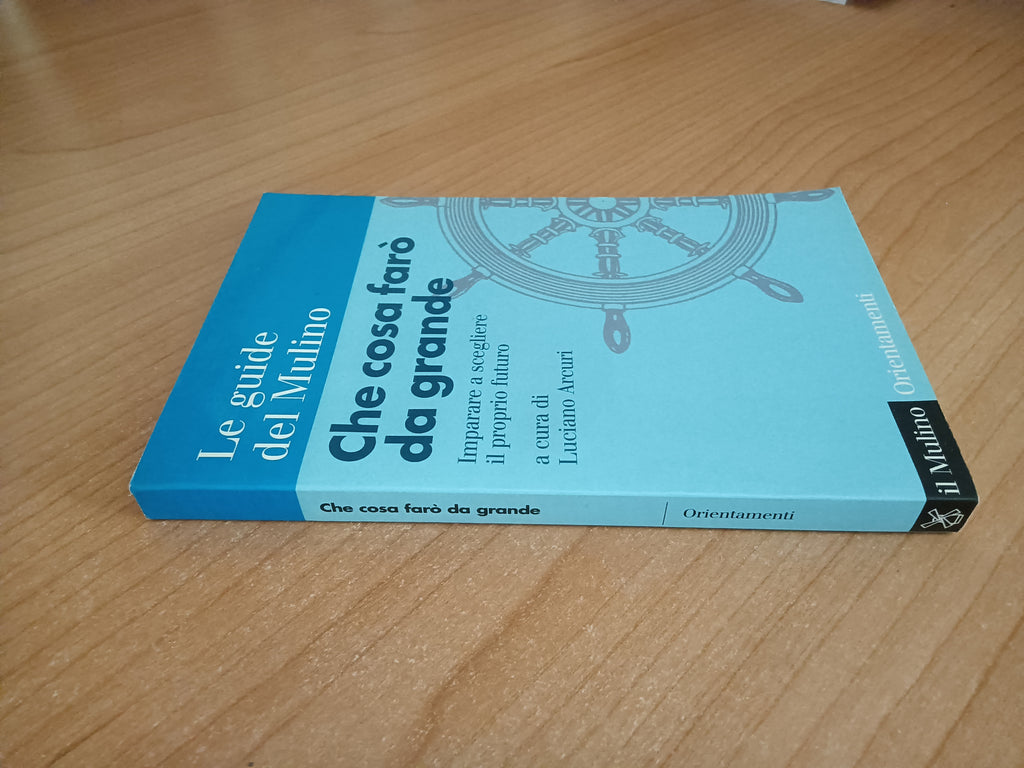 Le guide
del Mulino
Che cosa farò
da grande
Imparare a scegliere
il proprio futuro
a cura di
Luciano Arcuri
Orientamenti
il Mulino
Che cosa farò da grande
Orientamenti